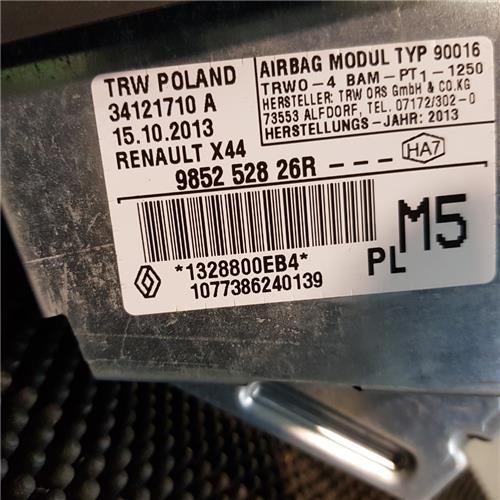 TRW POLAND
34121710 A
15.10.2013
RENAULT X44
AIRBAG MODUL TYP 90016
TRWO-4 BAM-PT1-1250
HERSTELLER: TRW ORS GmbH & CO.KG
73553 ALFDORF, TEL. 07172/302-0
HERSTELLUNGS-JAHR: 2013
9852 528 26R - - - HA7
*1328800EB4*
1077386240139
PL M5